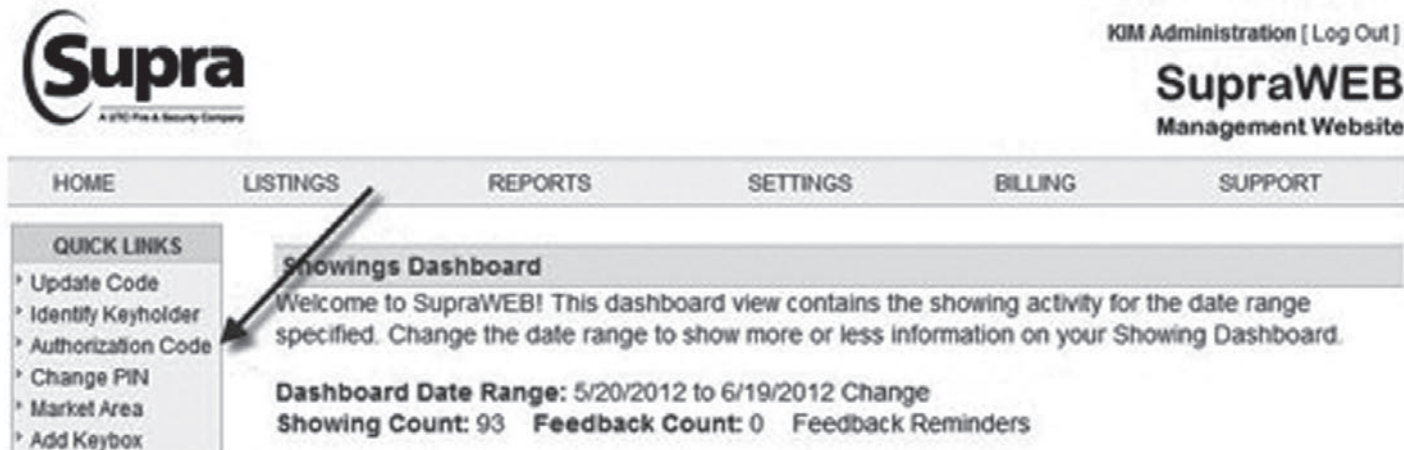 Supra
A UTC Fire & Security Company
KIM Administration [ Log Out ]
SupraWEB
Management Website
HOME LISTINGS REPORTS SETTINGS BILLING SUPPORT
QUICK LINKS
Update Code
Identify Keyholder
Authorization Code
Change PIN
Market Area
Add Keybox
Showings Dashboard
Welcome to SupraWEB! This dashboard view contains the showing activity for the date range
specified. Change the date range to show more or less information on your Showing Dashboard.
Dashboard Date Range: 5/20/2012 to 6/19/2012 Change
Showing Count: 93 Feedback Count: 0 Feedback Reminders